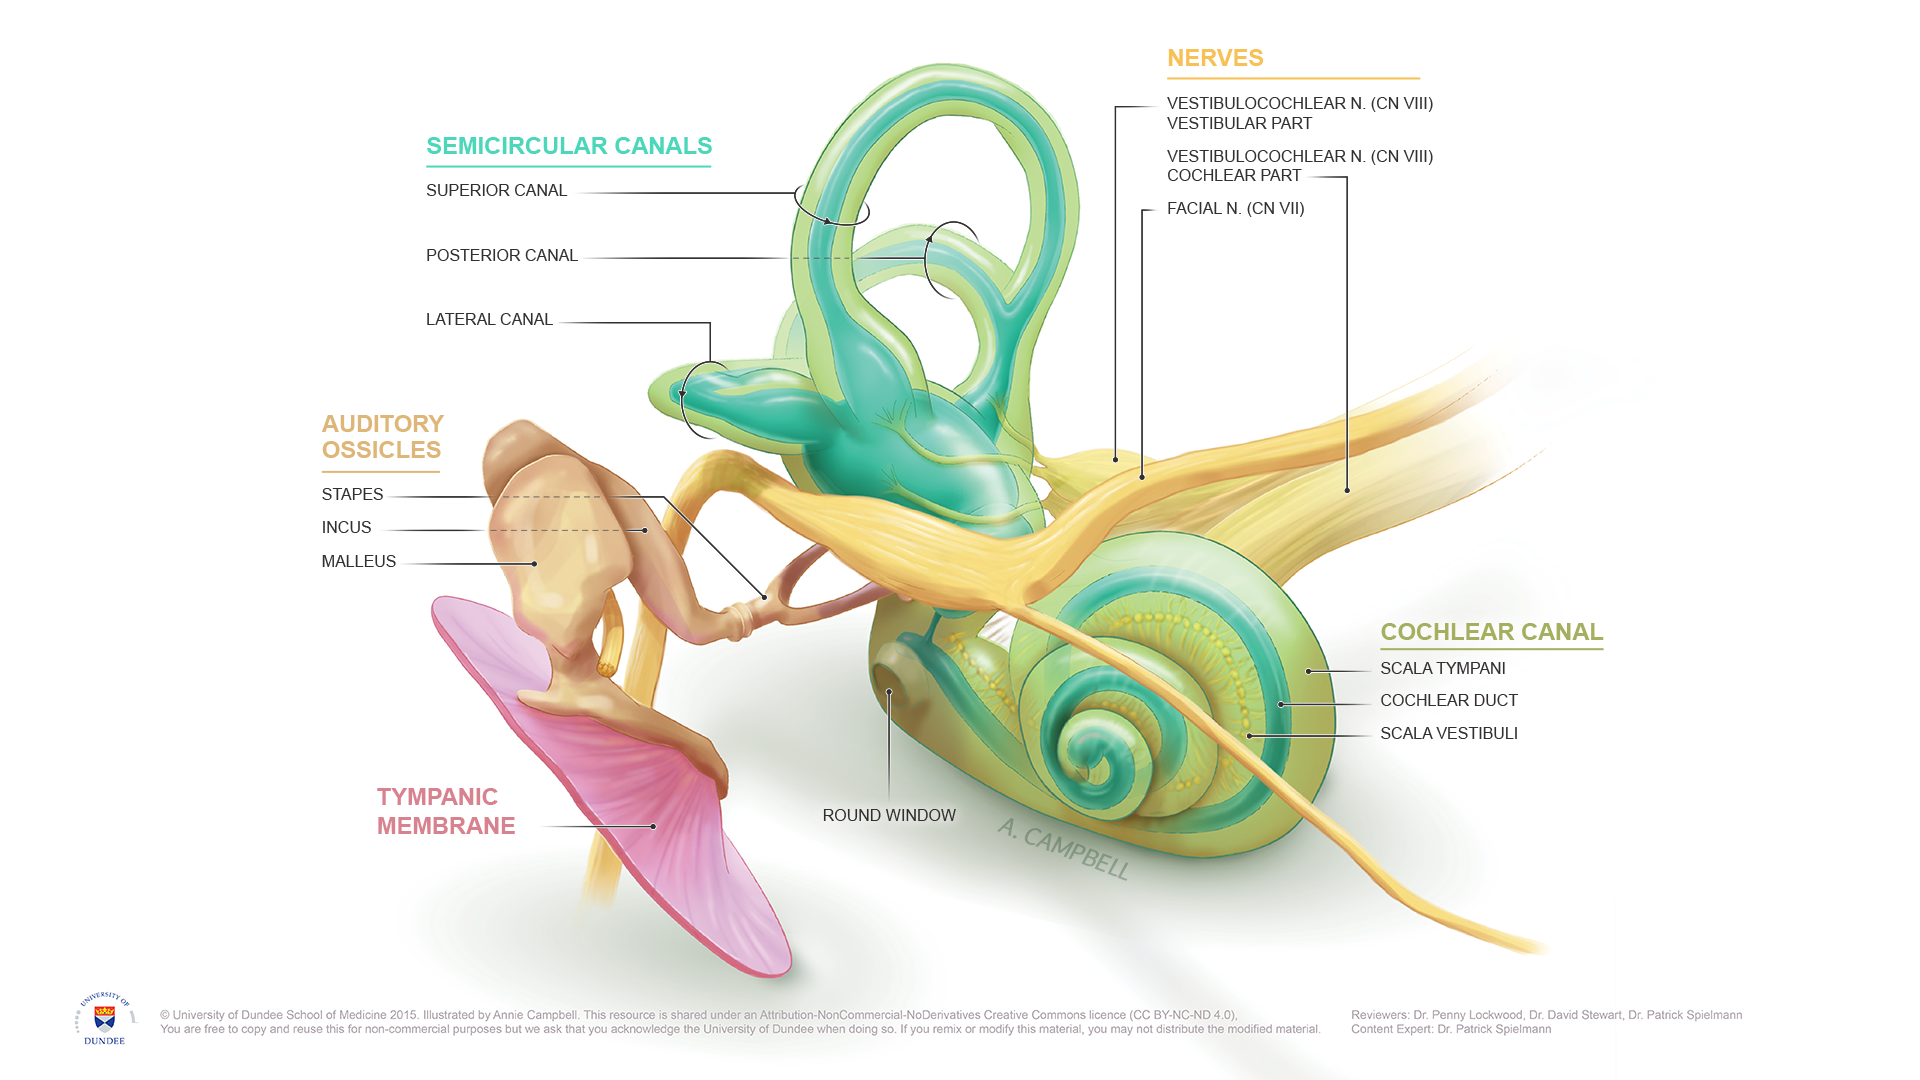 NERVES
VESTIBULOCOCHLEAR N. (CN VIII)
VESTIBULAR PART
VESTIBULOCOCHLEAR N. (CN VIII)
COCHLEAR PART
FACIAL N. (CN VII)
SEMICIRCULAR CANALS
SUPERIOR CANAL
POSTERIOR CANAL
LATERAL CANAL
AUDITORY
OSSICLES
STAPES
INCUS
MALLEUS
COCHLEAR CANAL
SCALA TYMPANI
COCHLEAR DUCT
SCALA VESTIBULI
TYMPANIC
MEMBRANE
ROUND WINDOW
A. CAMPBELL
UNIVERSITY OF
DUNDEE
© University of Dundee School of Medicine 2015. Illustrated by Annie Campbell. This resource is shared under an Attribution-NonCommercial-NoDerivatives Creative Commons licence (CC BY-NC-ND 4.0),
You are free to copy and reuse this for non-commercial purposes but we ask that you acknowledge the University of Dundee when doing so. If you remix or modify this material, you may not distribute the modified material.
Reviewers: Dr. Penny Lockwood, Dr. David Stewart, Dr. Patrick Spielmann
Content Expert: Dr. Patrick Spielmann